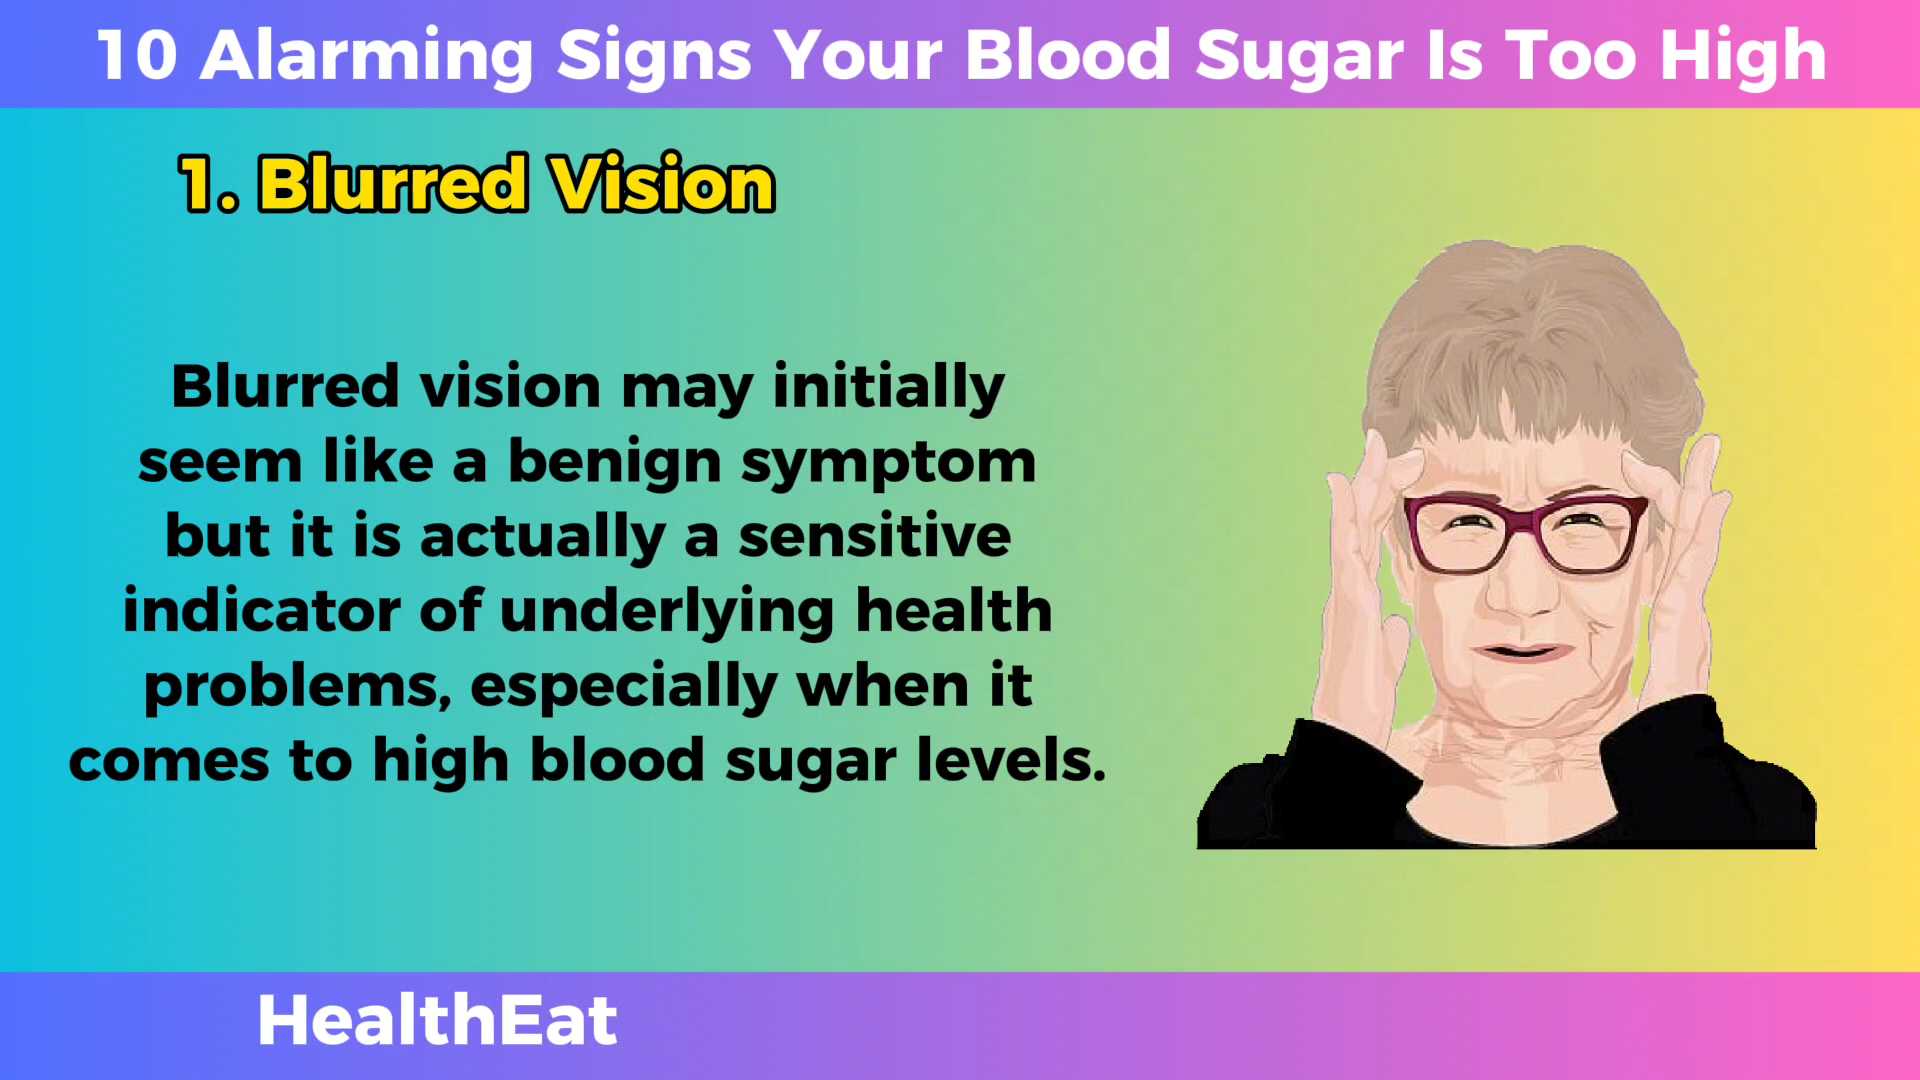 10 Alarming Signs Your Blood Sugar Is Too High
1. Blurred Vision
Blurred vision may initially
seem like a benign symptom
but it is actually a sensitive
indicator of underlying health
problems, especially when it
comes to high blood sugar levels.
HealthEat